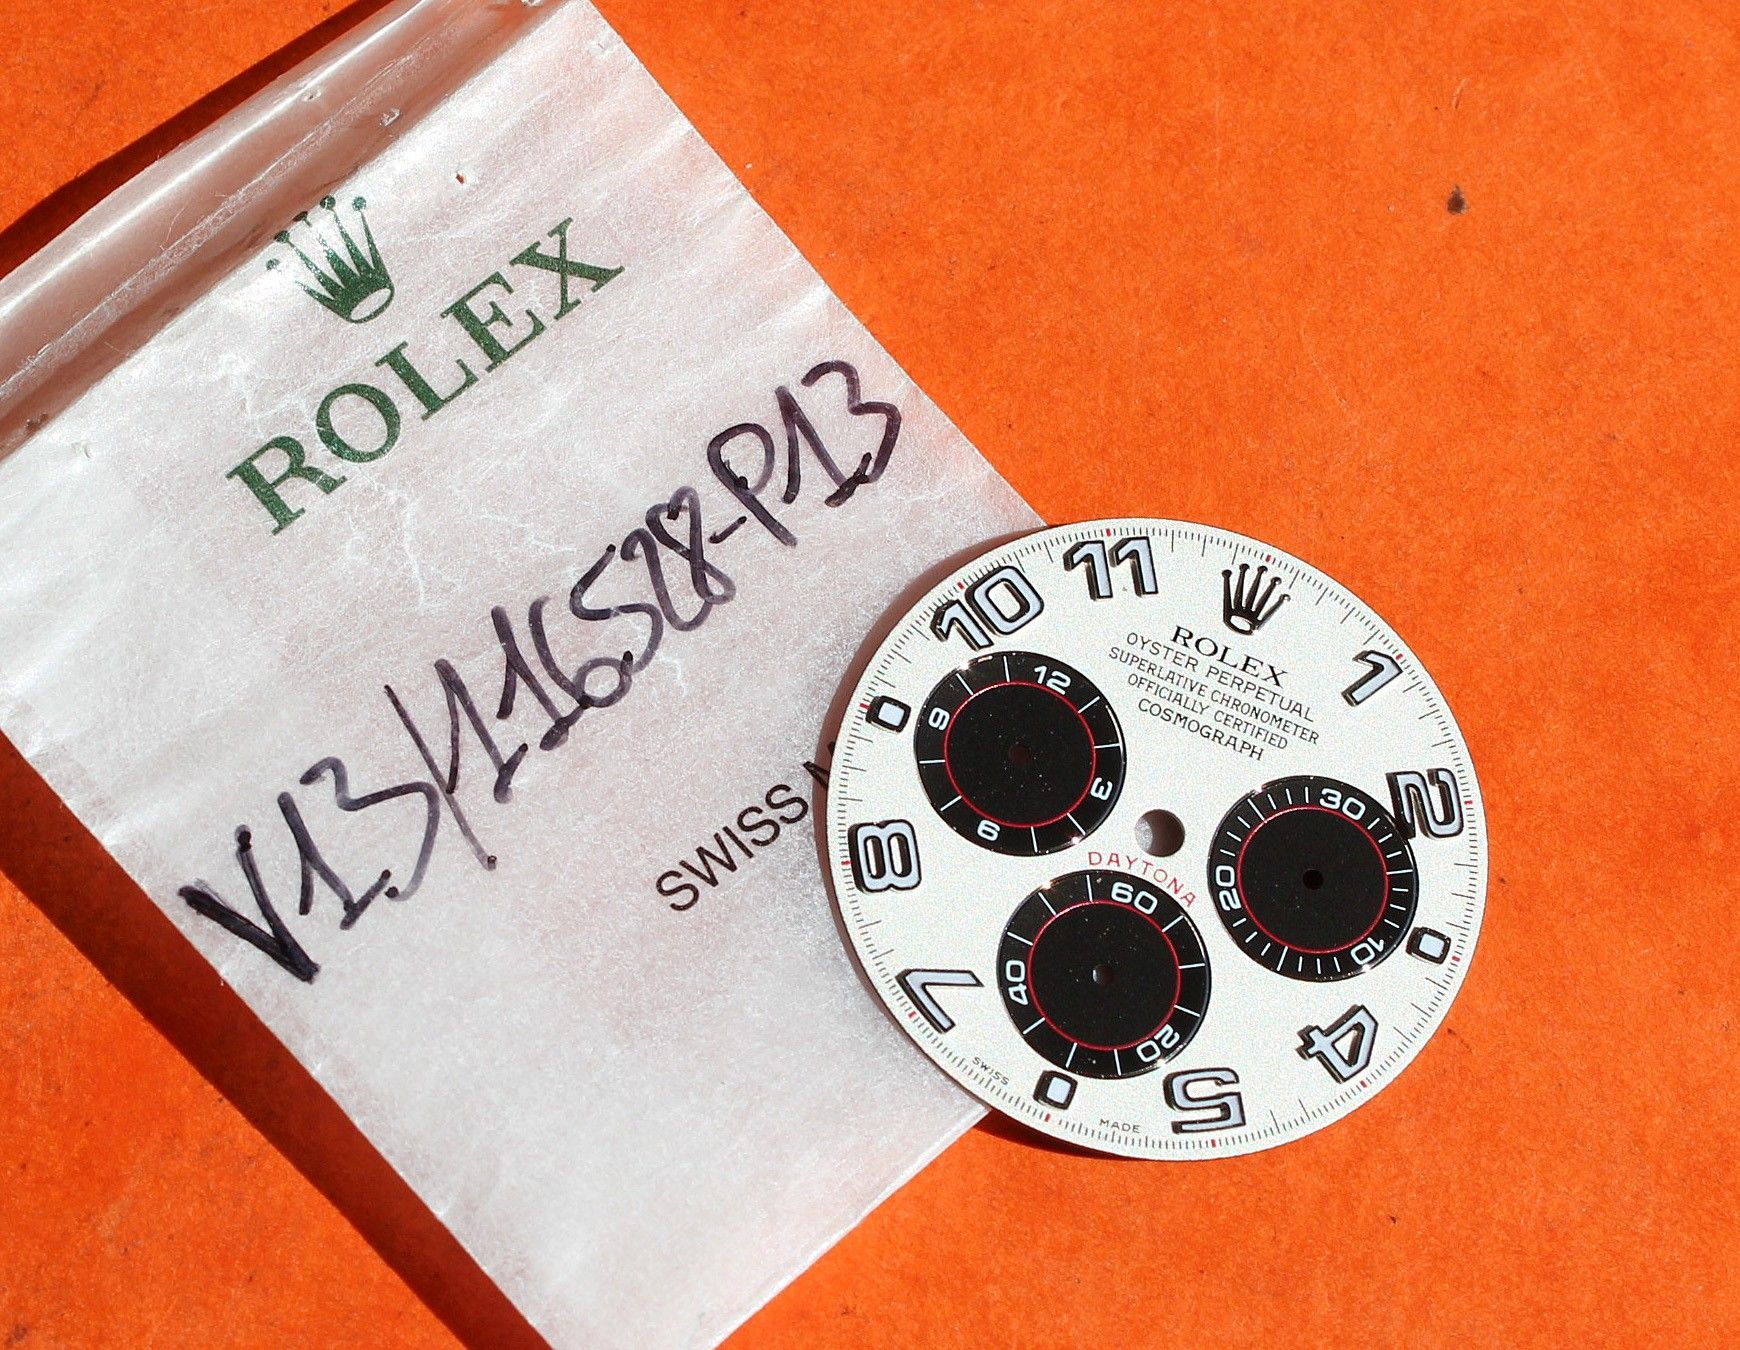 ROLEX
V13/116528-P13
SWISS M
11
10
1
2
4
5
7
8
ROLEX
OYSTER PERPETUAL
SUPERLATIVE CHRONOMETER
OFFICIALLY CERTIFIED
COSMOGRAPH
12
3
6
9
DAYTONA
30
20
10
60
40
20
SWISS
MADE